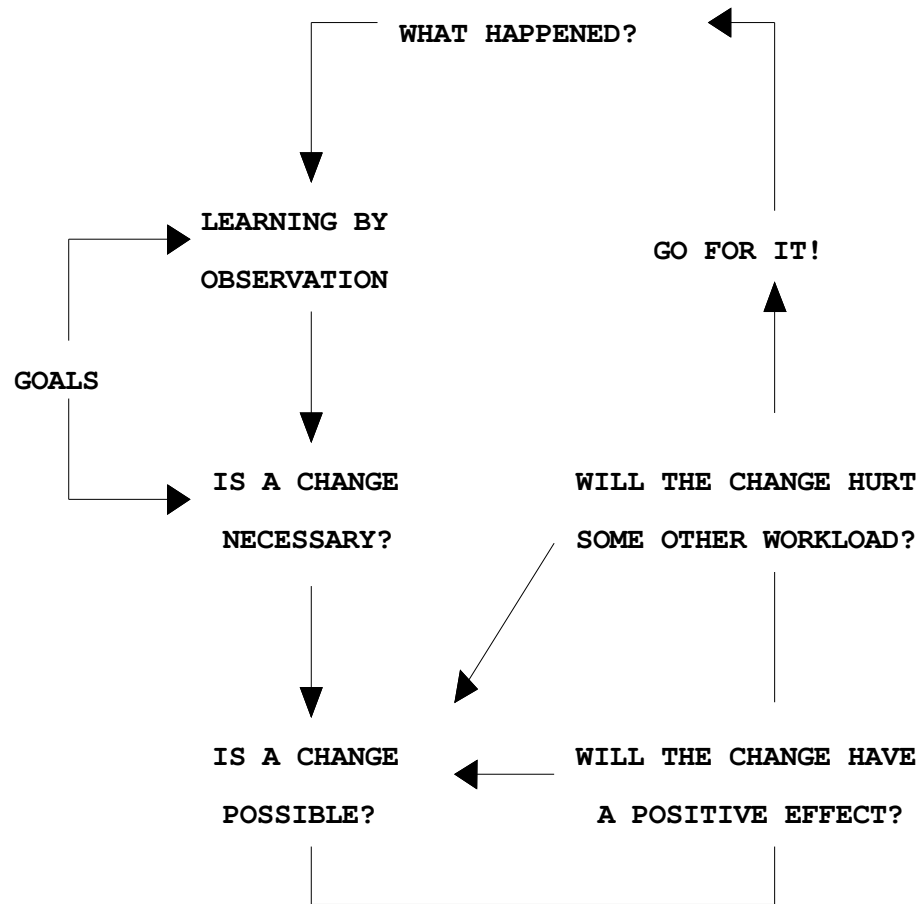 WHAT HAPPENED?
LEARNING BY
OBSERVATION
GO FOR IT!
GOALS
IS A CHANGE
NECESSARY?
WILL THE CHANGE HURT
SOME OTHER WORKLOAD?
IS A CHANGE
POSSIBLE?
WILL THE CHANGE HAVE
A POSITIVE EFFECT?